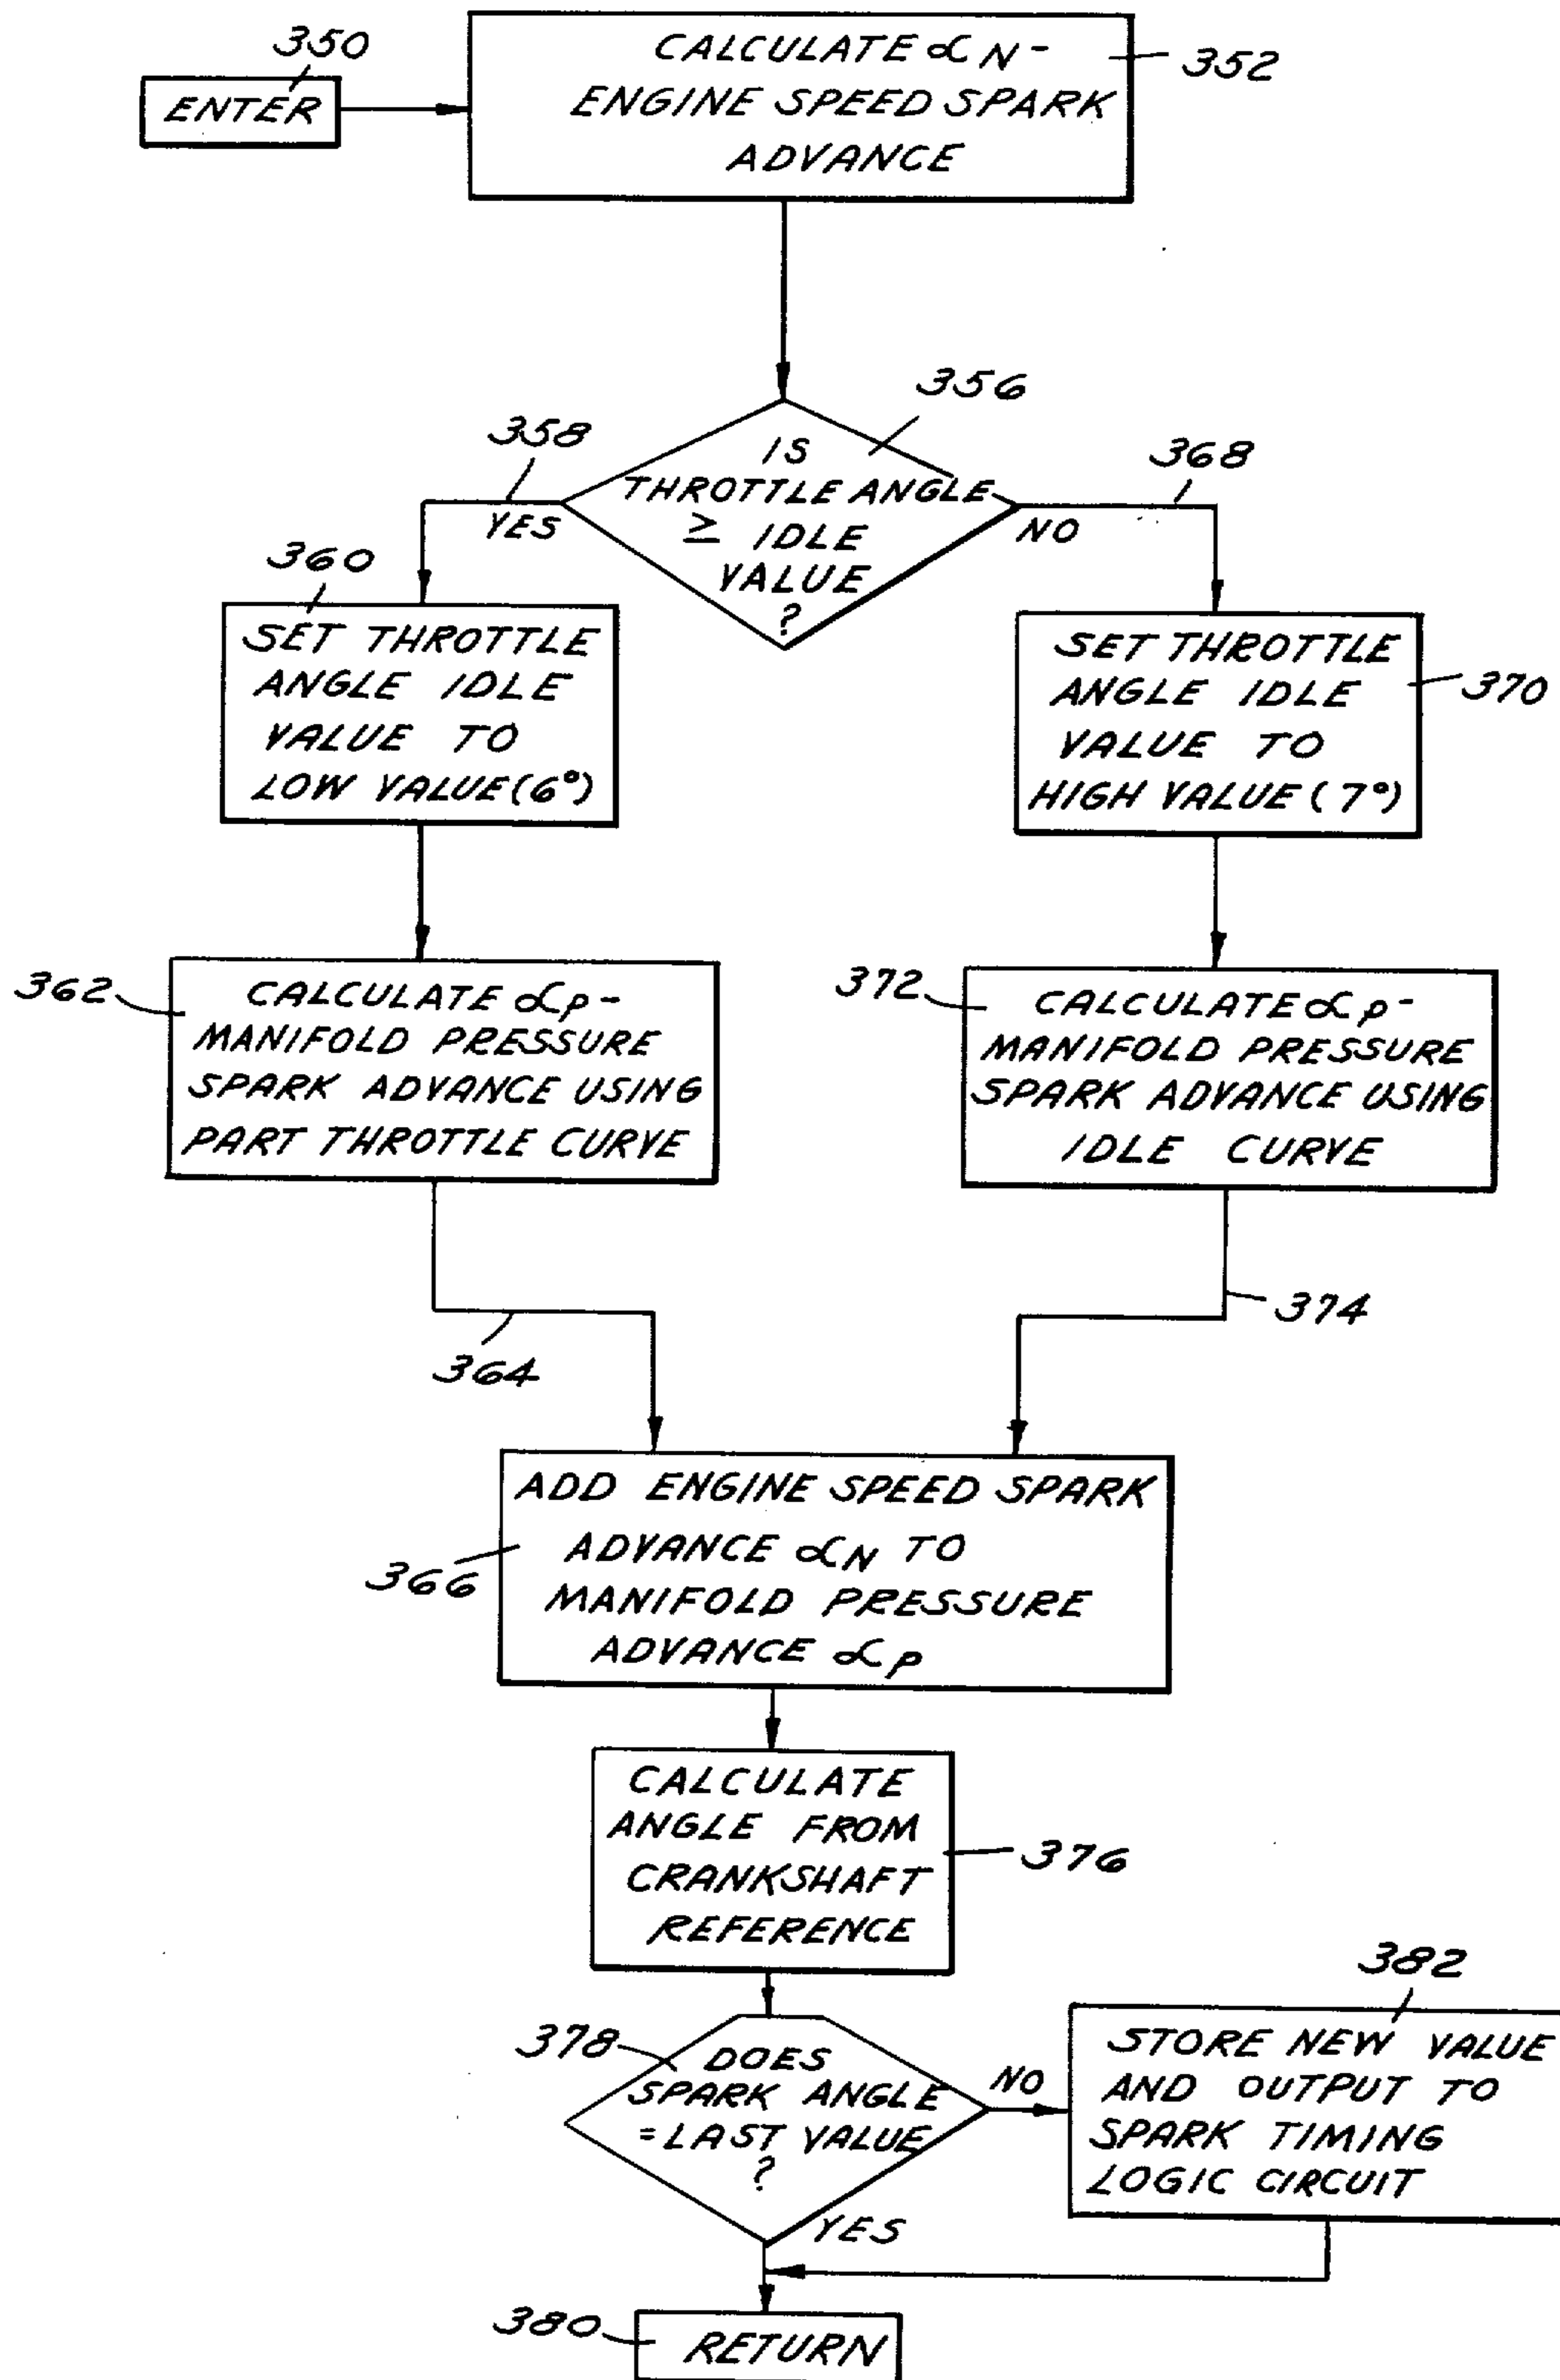 350
ENTER
CALCULATE ∝N-
ENGINE SPEED SPARK
ADVANCE
352
356
358
368
IS
THROTTLE ANGLE
≥ IDLE
VALUE
?
YES
NO
360
SET THROTTLE
ANGLE IDLE
VALUE TO
LOW VALUE (6°)
SET THROTTLE
ANGLE IDLE
VALUE TO
HIGH VALUE (7°)
370
362
CALCULATE ∝P-
MANIFOLD PRESSURE
SPARK ADVANCE USING
PART THROTTLE CURVE
372
CALCULATE ∝P-
MANIFOLD PRESSURE
SPARK ADVANCE USING
IDLE CURVE
364
374
ADD ENGINE SPEED SPARK
ADVANCE ∝N TO
MANIFOLD PRESSURE
ADVANCE ∝P
366
CALCULATE
ANGLE FROM
CRANKSHAFT
REFERENCE
376
378
DOES
SPARK ANGLE
= LAST VALUE
?
NO
YES
382
STORE NEW VALUE
AND OUTPUT TO
SPARK TIMING
LOGIC CIRCUIT
380
RETURN